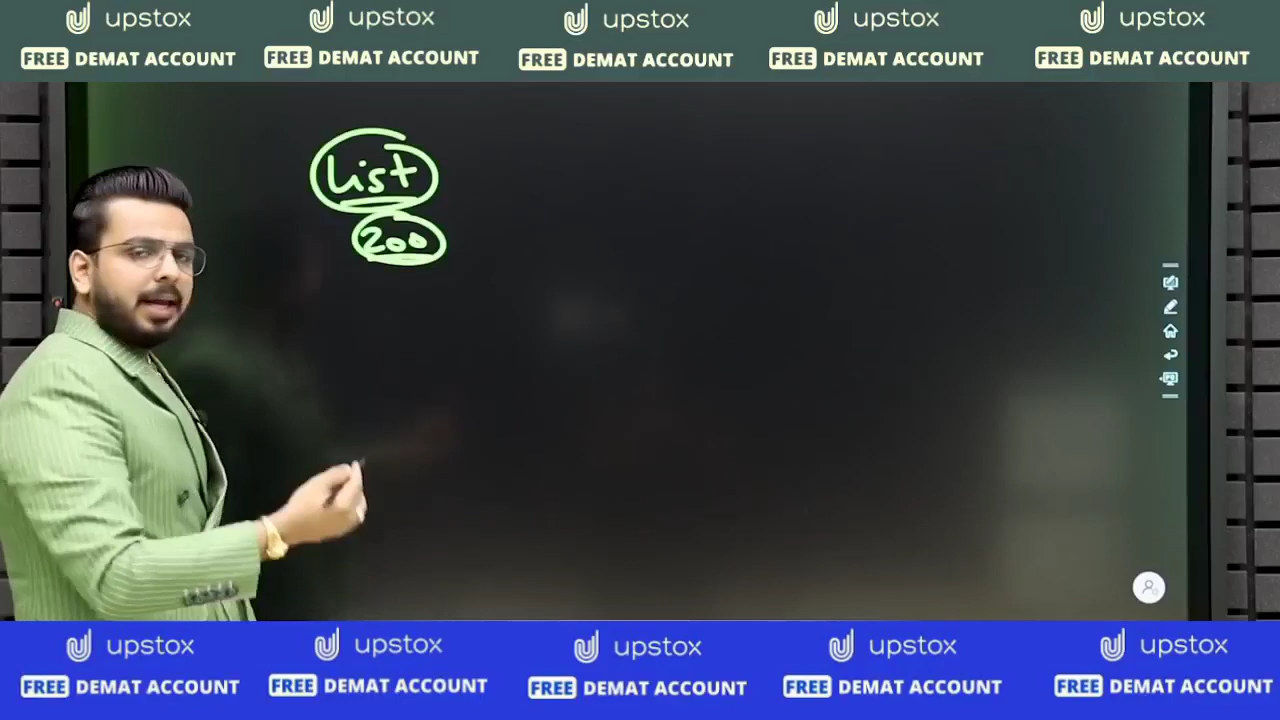 upstox upstox upstox upstox upstox
FREE DEMAT ACCOUNT FREE DEMAT ACCOUNT FREE DEMAT ACCOUNT FREE DEMAT ACCOUNT FREE DEMAT ACCOUNT
List
200
upstox upstox upstox upstox upstox
FREE DEMAT ACCOUNT FREE DEMAT ACCOUNT FREE DEMAT ACCOUNT FREE DEMAT ACCOUNT FREE DEMAT ACCOUNT